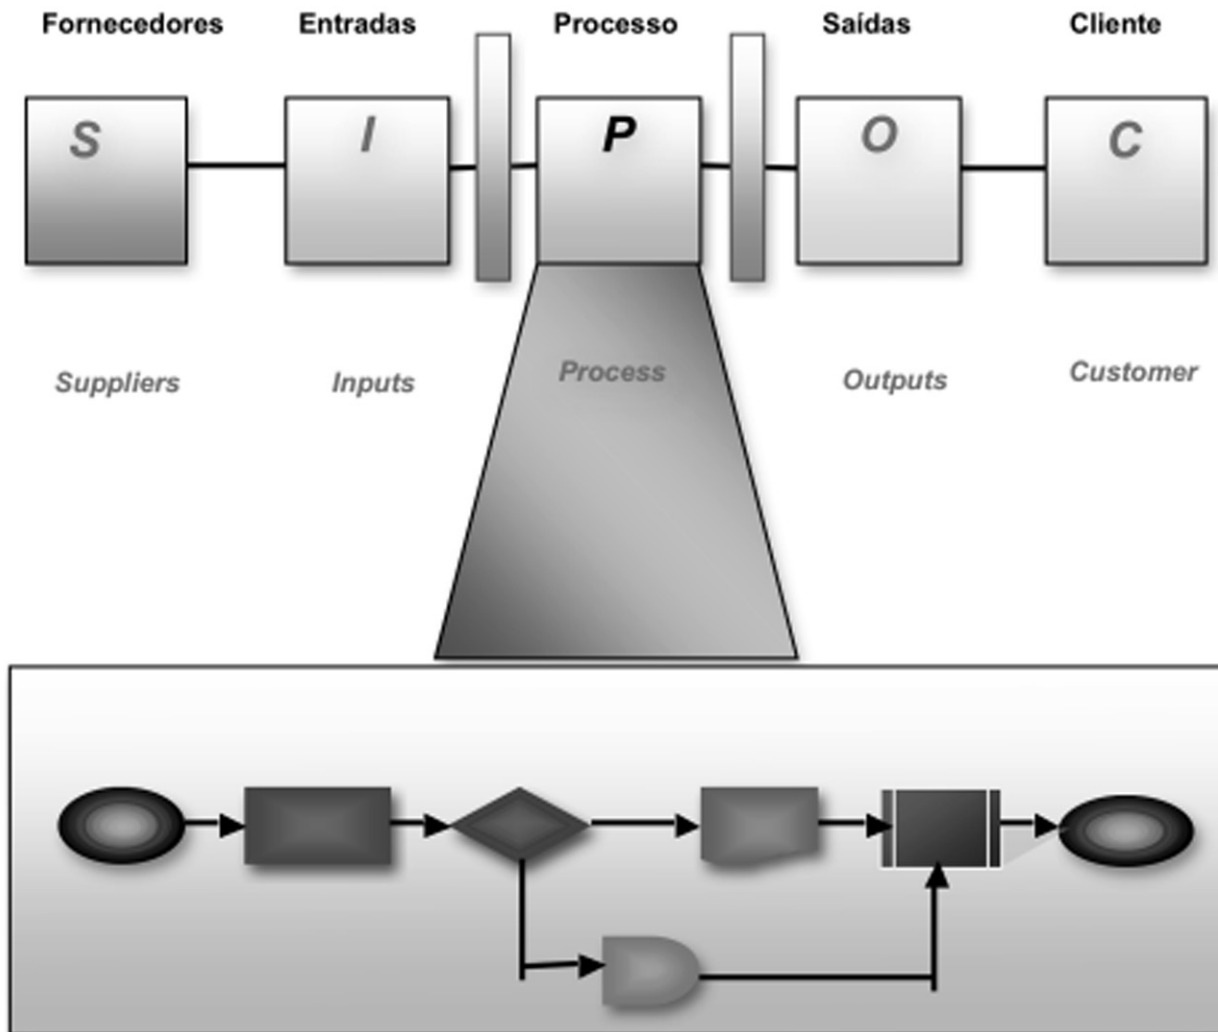 Fornecedores Entradas Processo Saídas Cliente
S I P O C
Suppliers Inputs Process Outputs Customer